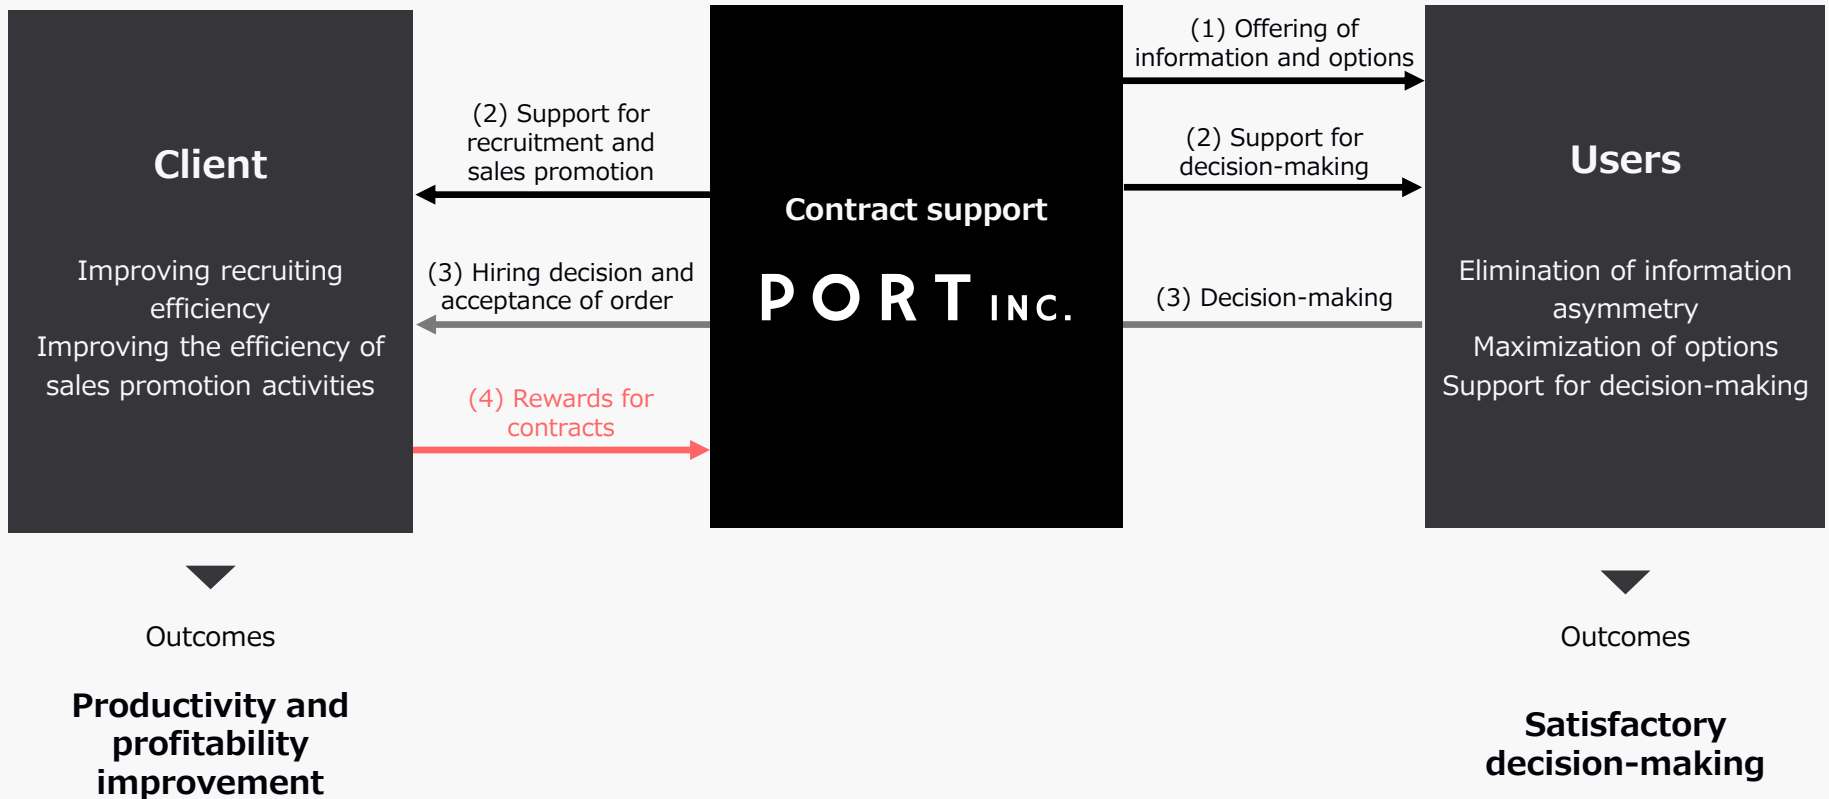 Client
Improving recruiting
efficiency
Improving the efficiency of
sales promotion activities
(2) Support for
recruitment and
sales promotion
(3) Hiring decision and
acceptance of order
(4) Rewards for
contracts
Contract support
PORT INC.
(1) Offering of
information and options
(2) Support for
decision-making
(3) Decision-making
Users
Elimination of information
asymmetry
Maximization of options
Support for decision-making
Outcomes
Productivity and
profitability
improvement
Outcomes
Satisfactory
decision-making